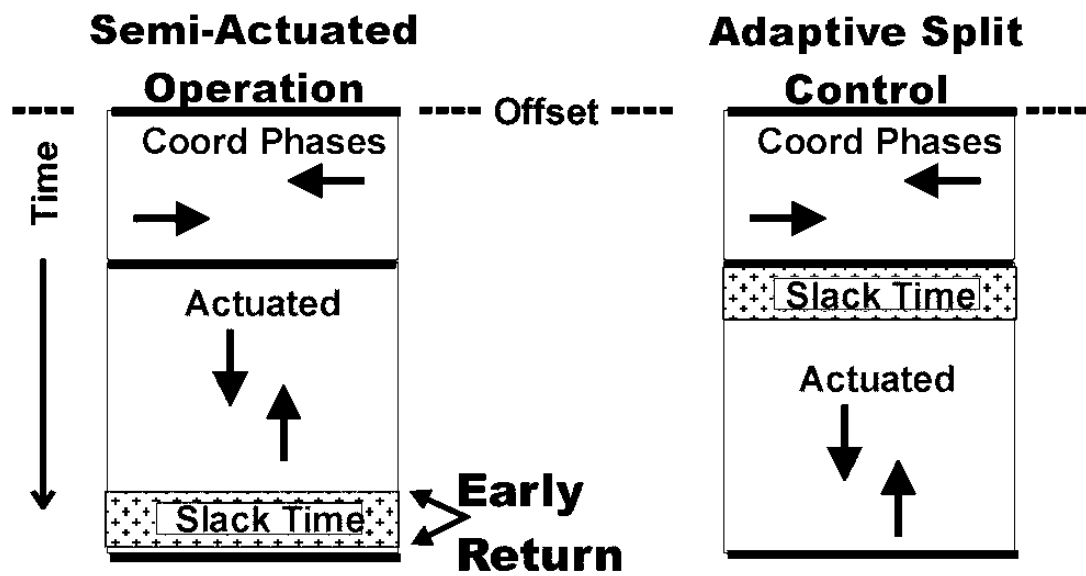 Semi-Actuated
Operation
Adaptive Split
Control
Offset
Time
Coord Phases
Actuated
Slack Time
Early
Return
Coord Phases
Slack Time
Actuated